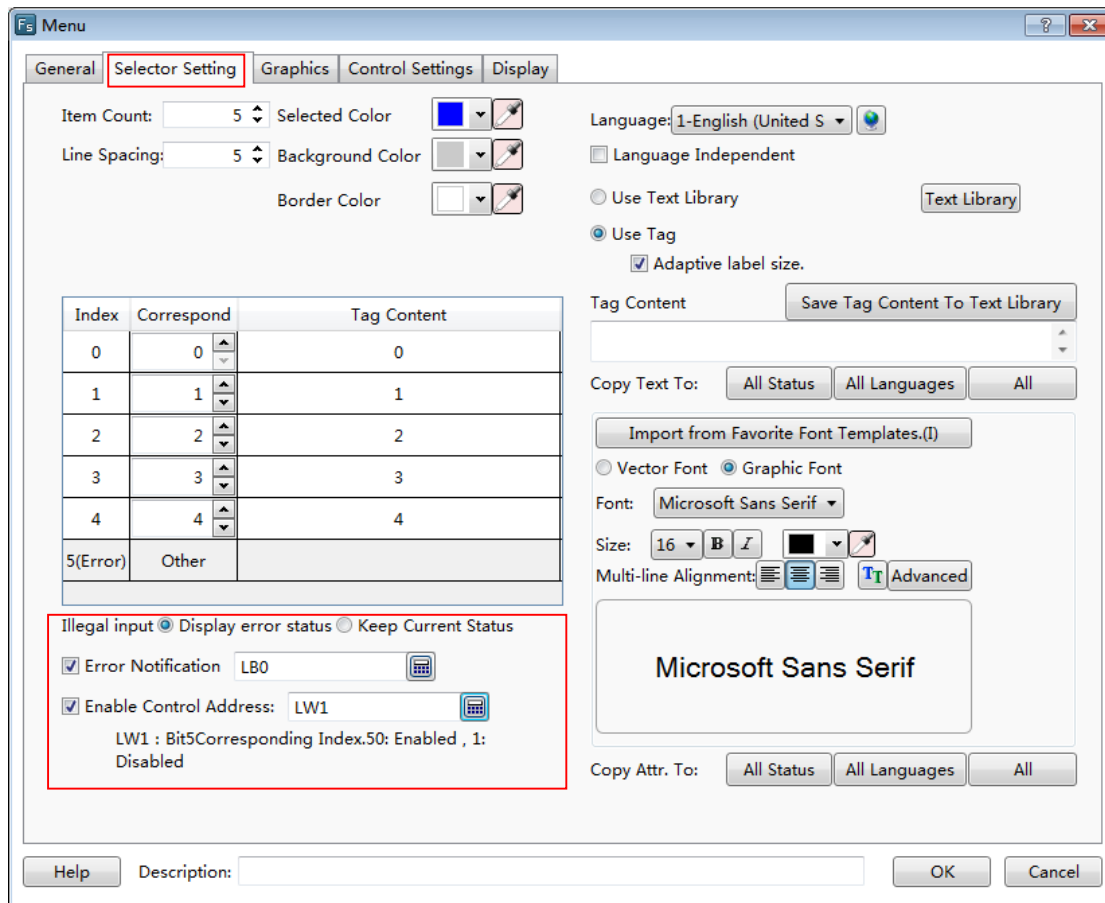 F5 Menu
General Selector Setting Graphics Control Settings Display
Item Count: 5 Selected Color
Line Spacing: 5 Background Color
Border Color
Language: 1-English (United S
Language Independent
Use Text Library Text Library
Use Tag
Adaptive label size.
Index Correspond Tag Content
0 0 0
1 1 1
2 2 2
3 3 3
4 4 4
5(Error) Other
Tag Content Save Tag Content To Text Library
Copy Text To: All Status All Languages All
Import from Favorite Font Templates.(I)
Vector Font Graphic Font
Font: Microsoft Sans Serif
Size: 16 B I
Multi-line Alignment: TT Advanced
Microsoft Sans Serif
Copy Attr. To: All Status All Languages All
Illegal input Display error status Keep Current Status
Error Notification LB0
Enable Control Address: LW1
LW1 : Bit5Corresponding Index.50: Enabled , 1:
Disabled
Help Description: OK Cancel